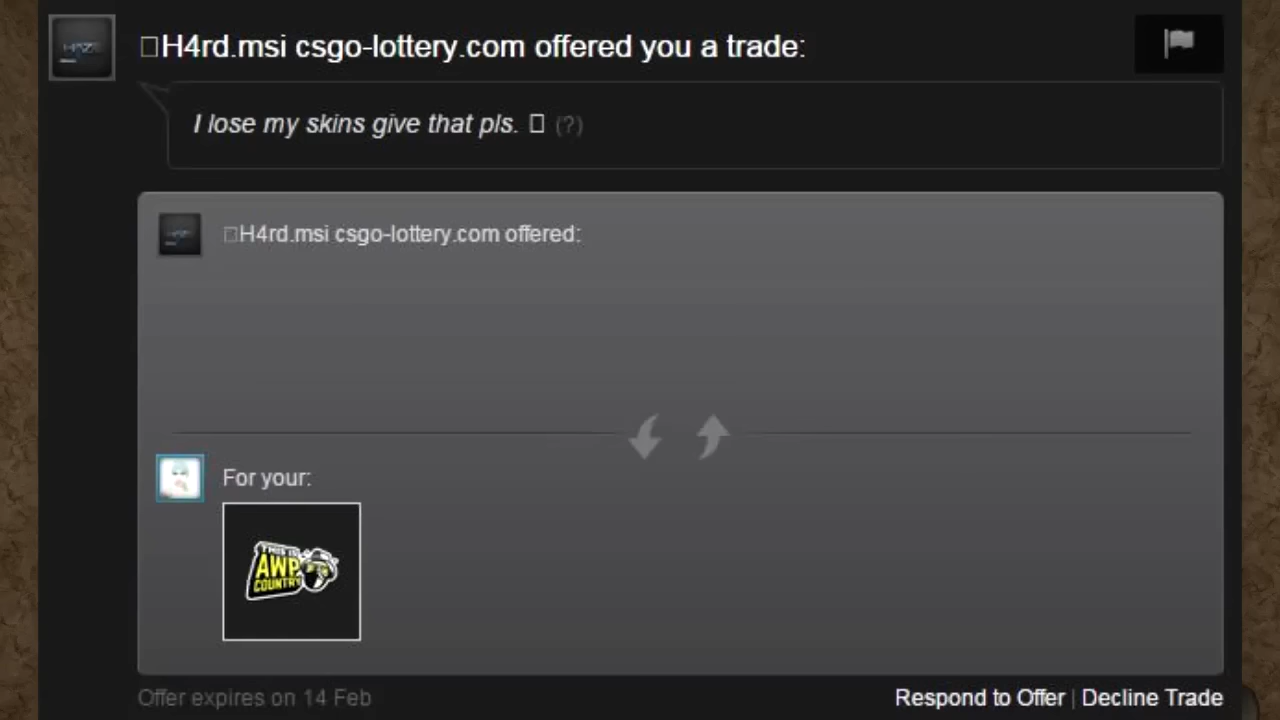 H4rd.msi csgo-lottery.com offered you a trade:
I lose my skins give that pls. (?)
H4rd.msi csgo-lottery.com offered:
For your:
THIS IS
AWP
COUNTRY
Offer expires on 14 Feb
Respond to Offer | Decline Trade